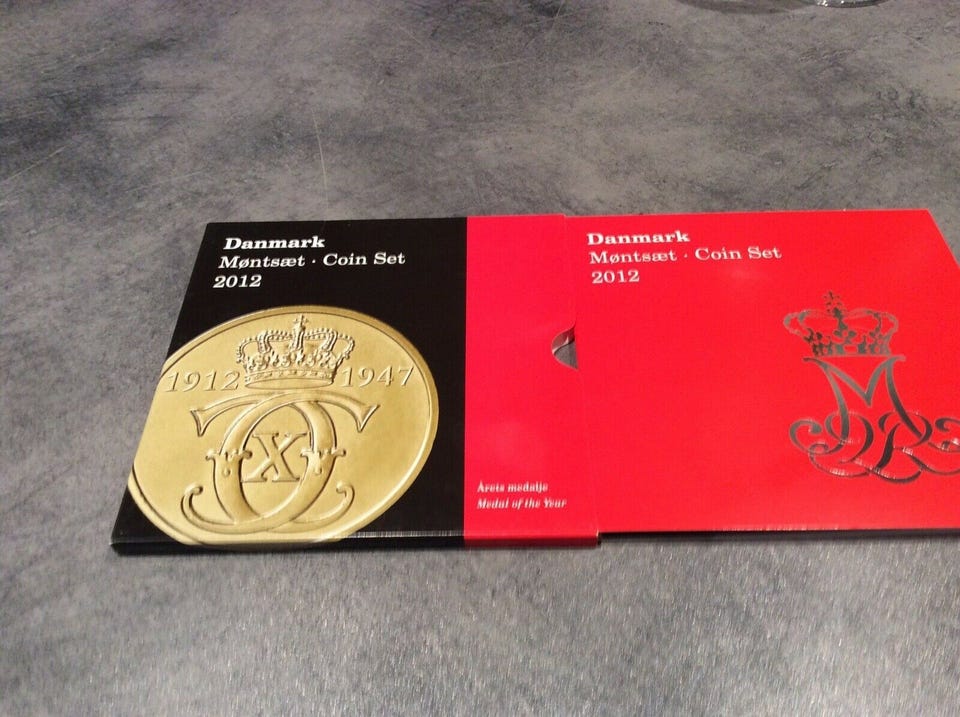 Danmark
Møntsæt · Coin Set
2012
1912 1947
X
Årets medalje
Medal of the Year
Danmark
Møntsæt · Coin Set
2012